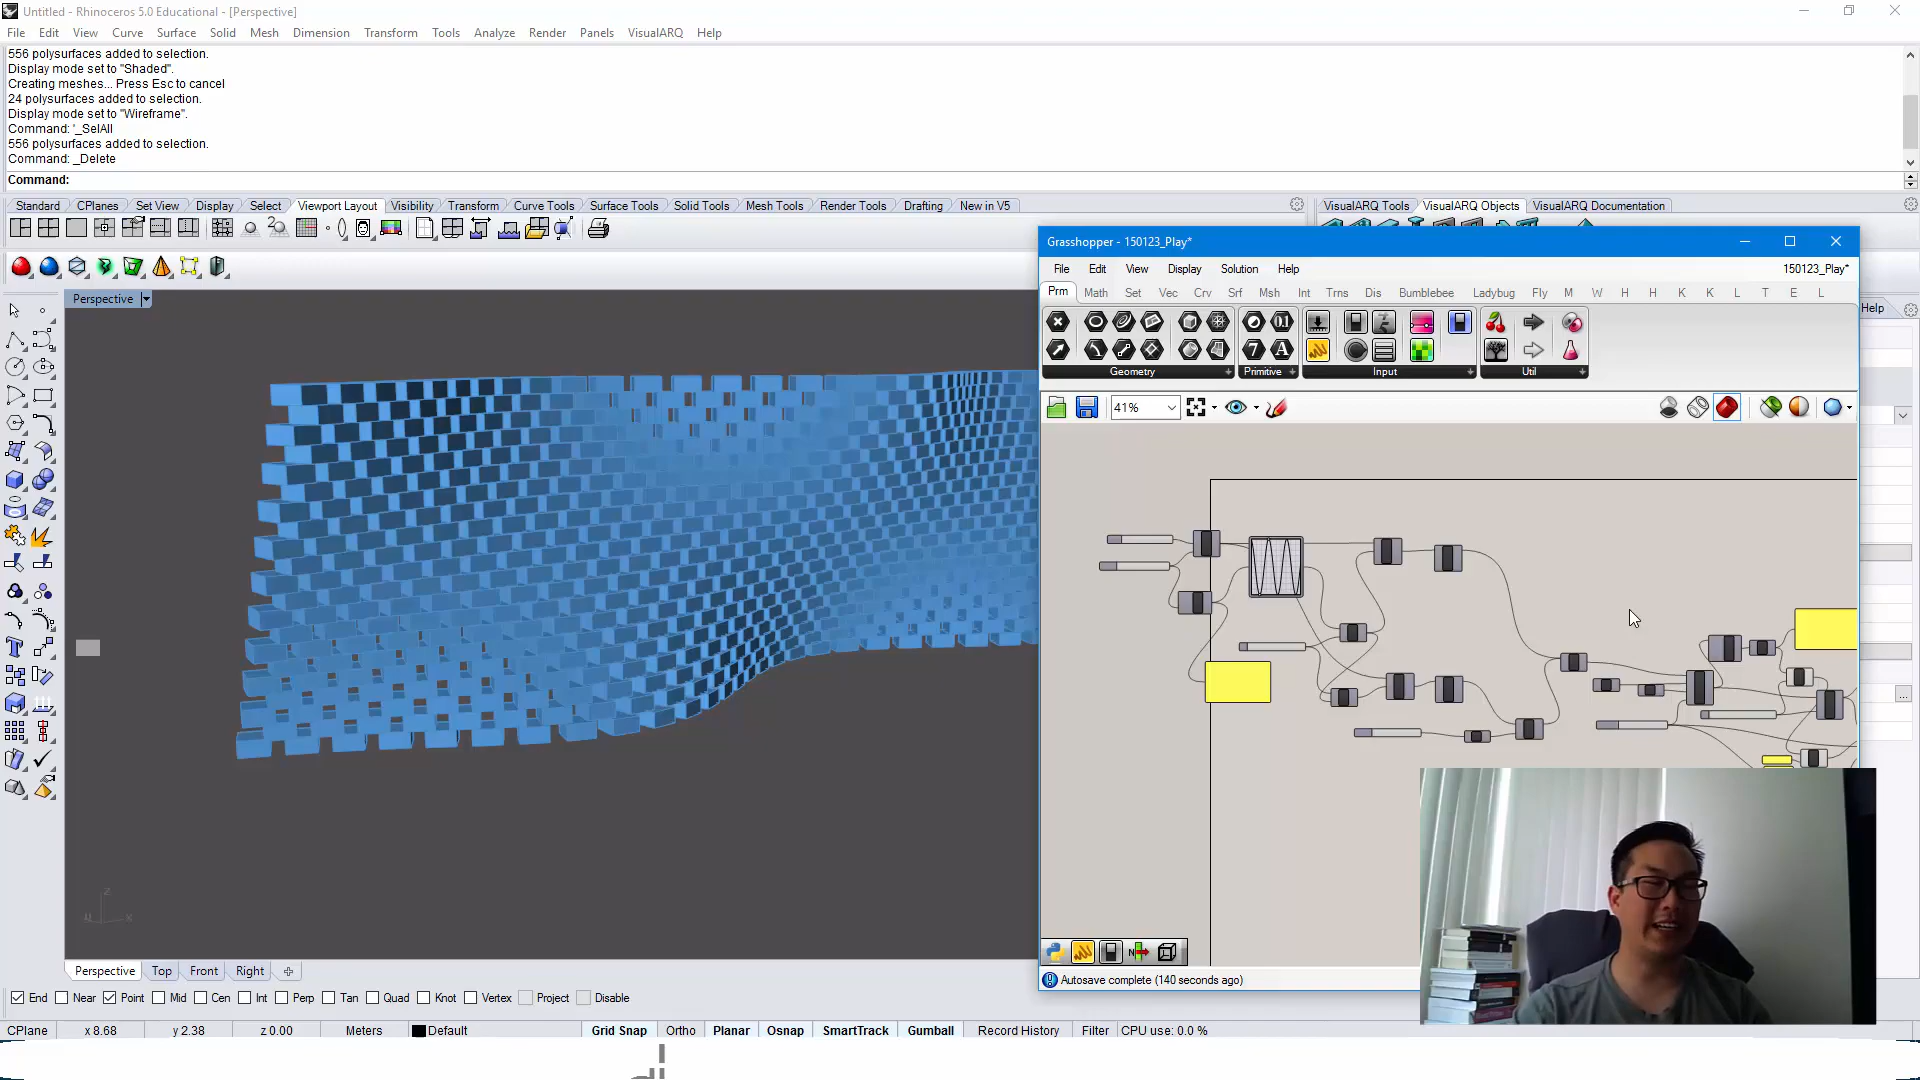 Untitled - Rhinoceros 5.0 Educational - [Perspective]
File Edit View Curve Surface Solid Mesh Dimension Transform Tools Analyze Render Panels VisualARQ Help
556 polysurfaces added to selection.
Display mode set to "Shaded".
Creating meshes... Press Esc to cancel
24 polysurfaces added to selection.
Display mode set to "Wireframe".
Command: '_SelAll
556 polysurfaces added to selection.
Command: _Delete
Command:
Standard CPlanes Set View Display Select Viewport Layout Visibility Transform Curve Tools Surface Tools Solid Tools Mesh Tools Render Tools Drafting New in V5
VisualARQ Tools VisualARQ Objects VisualARQ Documentation
Perspective
Grasshopper - 150123_Play*
File Edit View Display Solution Help 150123_Play*
Prm Math Set Vec Crv Srf Msh Int Trns Dis Bumblebee Ladybug Fly M W H H K K L T E L
Geometry Primitive Input Util
41%
Help
z
x
Autosave complete (140 seconds ago)
Perspective Top Front Right
End Near Point Mid Cen Int Perp Tan Quad Knot Vertex Project Disable
CPlane x 8.68 y 2.38 z 0.00 Meters Default Grid Snap Ortho Planar Osnap SmartTrack Gumball Record History Filter CPU use: 0.0 %